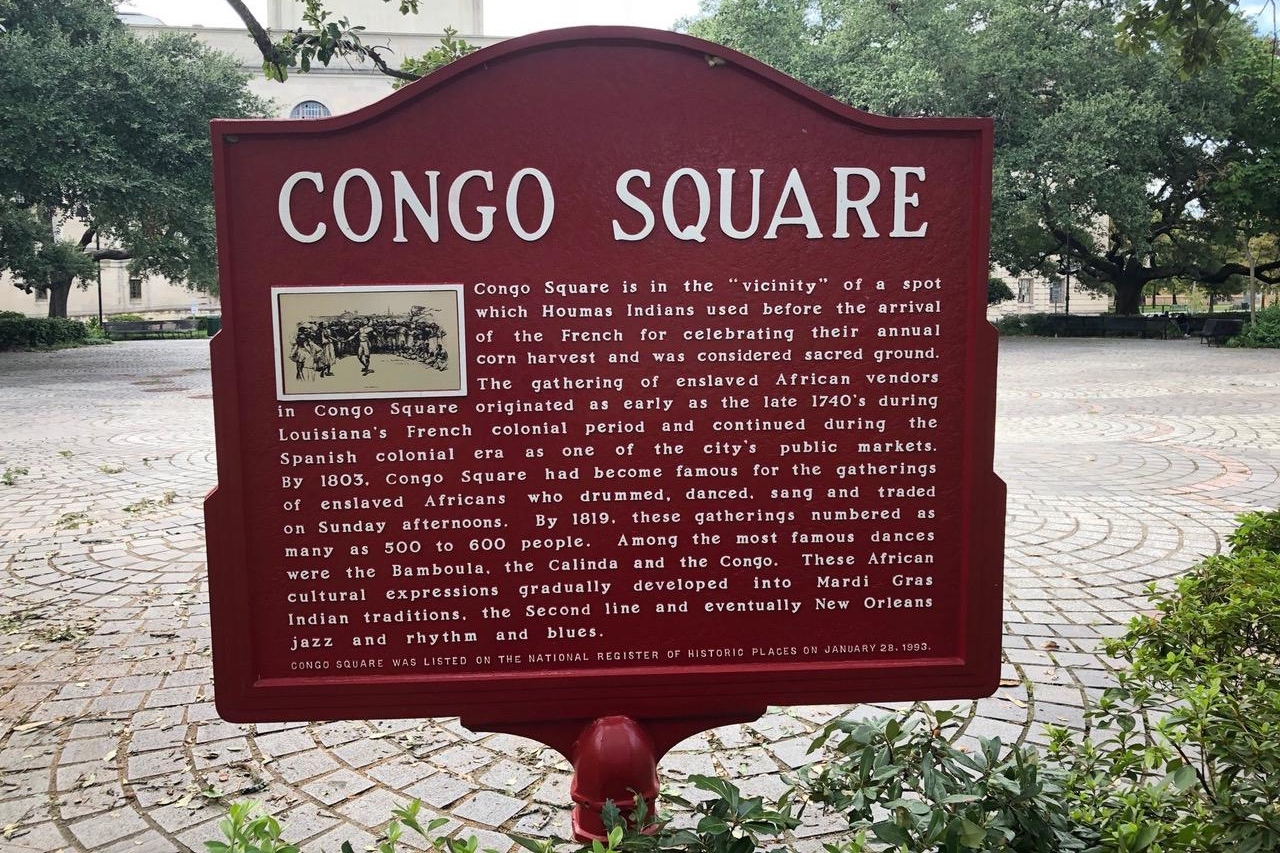 CONGO SQUARE
Congo Square is in the "vicinity" of a spot
which Houmas Indians used before the arrival
of the French for celebrating their annual
corn harvest and was considered sacred ground.
The gathering of enslaved African vendors
in Congo Square originated as early as the late 1740's during
Louisiana's French colonial period and continued during the
Spanish colonial era as one of the city's public markets.
By 1803, Congo Square had become famous for the gatherings
of enslaved Africans who drummed, danced, sang and traded
on Sunday afternoons. By 1819, these gatherings numbered as
many as 500 to 600 people. Among the most famous dances
were the Bamboula, the Calinda and the Congo. These African
cultural expressions gradually developed into Mardi Gras
Indian traditions, the Second line and eventually New Orleans
jazz and rhythm and blues.
CONGO SQUARE WAS LISTED ON THE NATIONAL REGISTER OF HISTORIC PLACES ON JANUARY 28, 1993.